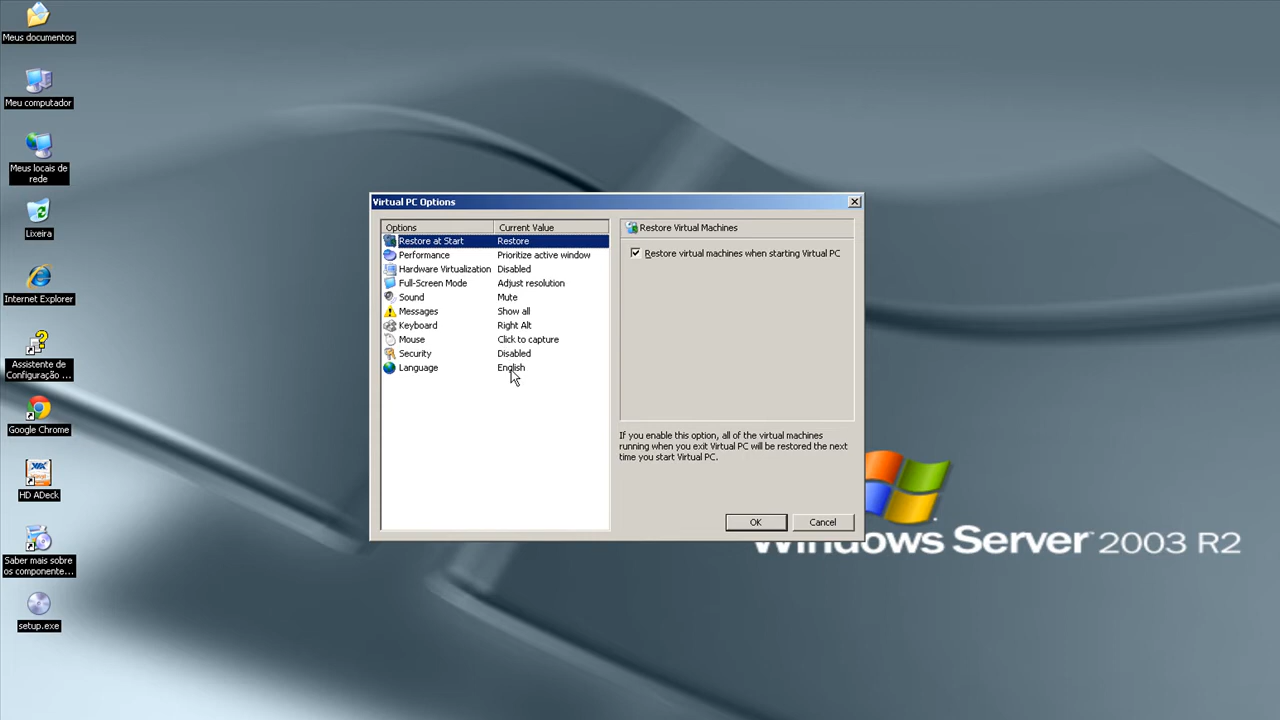 Meus documentos
Meu computador
Meus locais de
rede
Lixeira
Internet Explorer
Assistente de
Configuração ...
Google Chrome
HD ADeck
Saber mais sobre
os componente...
setup.exe
Virtual PC Options
Options Current Value
Restore at Start Restore
Performance Prioritize active window
Hardware Virtualization Disabled
Full-Screen Mode Adjust resolution
Sound Mute
Messages Show all
Keyboard Right Alt
Mouse Click to capture
Security Disabled
Language English
Restore Virtual Machines
Restore virtual machines when starting Virtual PC
If you enable this option, all of the virtual machines
running when you exit Virtual PC will be restored the next
time you start Virtual PC.
OK Cancel
Windows Server 2003 R2